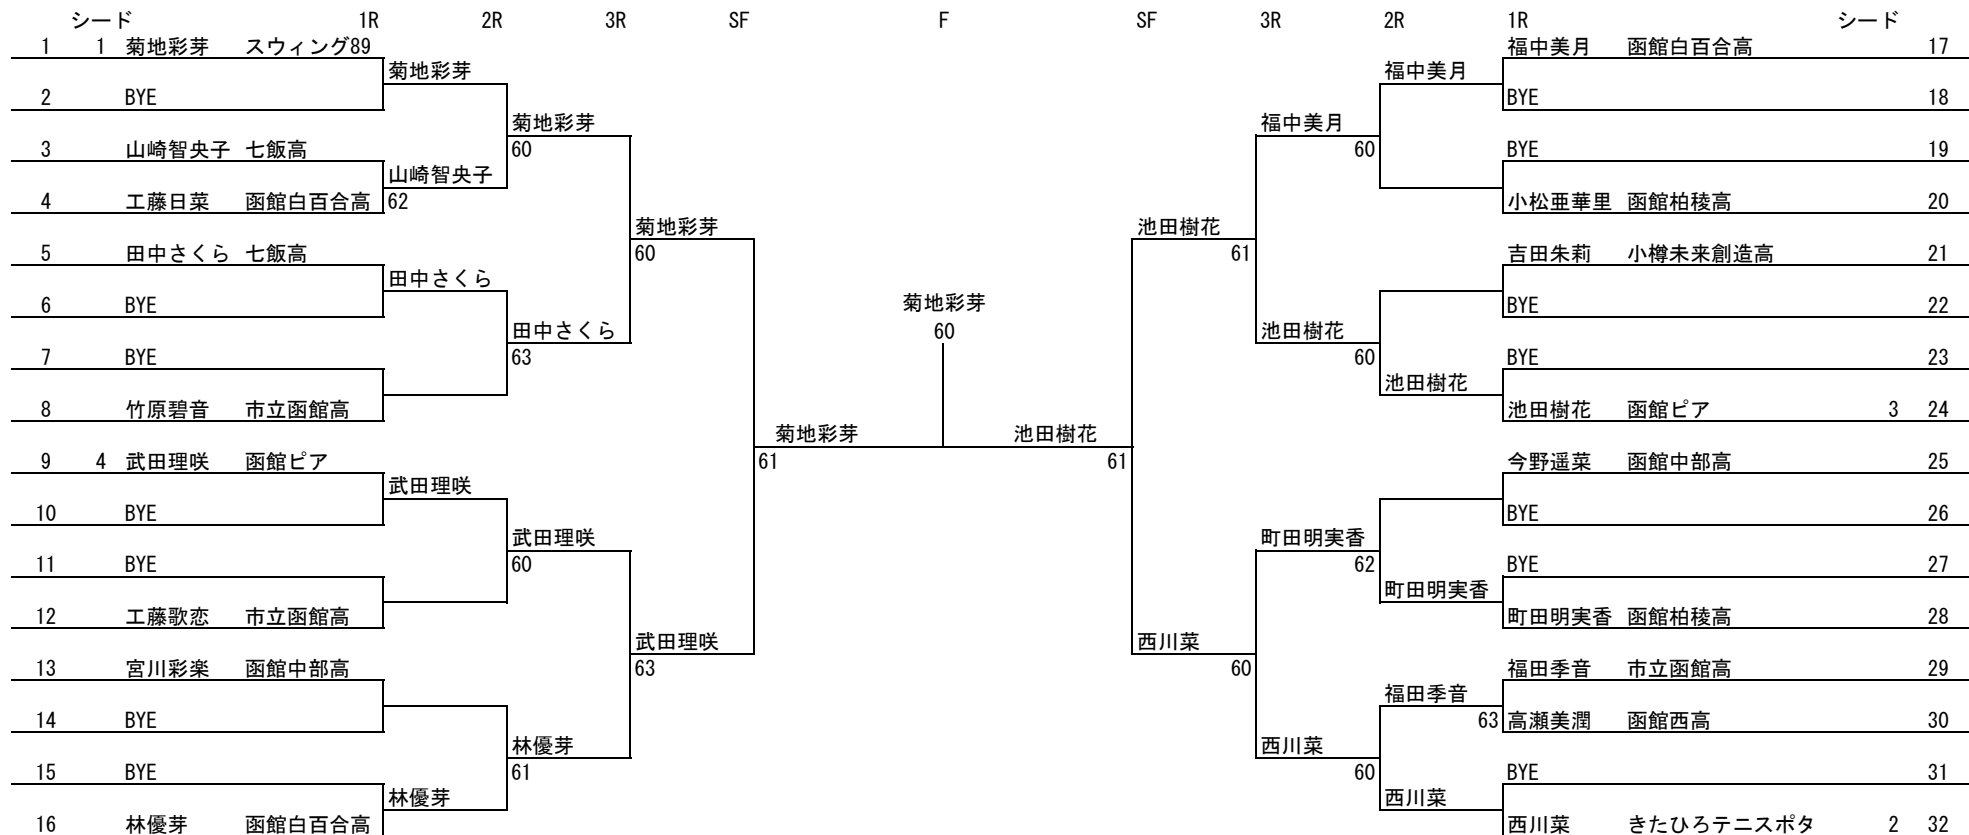 シード 1R 2R 3R SF F SF 3R 2R 1R シード
1 1 菊地彩芽 スウィング89 福中美月 函館白百合高 17
菊地彩芽 福中美月
2 BYE BYE 18
菊地彩芽 福中美月
3 山崎智央子 七飯高 60 60 BYE 19
山崎智央子
4 工藤日菜 函館白百合高 62 小松亜華里 函館柏稜高 20
菊地彩芽 池田樹花
5 田中さくら 七飯高 60 61 吉田朱莉 小樽未来創造高 21
田中さくら
6 BYE 菊地彩芽 BYE 22
田中さくら 60 池田樹花
7 BYE 63 60 BYE 23
池田樹花
8 竹原碧音 市立函館高 池田樹花 函館ピア 3 24
菊地彩芽 池田樹花
9 4 武田理咲 函館ピア 61 61 今野遥菜 函館中部高 25
武田理咲
10 BYE BYE 26
武田理咲 町田明実香
11 BYE 60 62 BYE 27
町田明実香
12 工藤歌恋 市立函館高 町田明実香 函館柏稜高 28
武田理咲 西川菜
13 宮川彩楽 函館中部高 63 60 福田季音 市立函館高 29
福田季音
14 BYE 63 高瀬美潤 函館西高 30
林優芽 西川菜
15 BYE 61 60 BYE 31
林優芽 西川菜
16 林優芽 函館白百合高 西川菜 きたひろテニスポタ 2 32